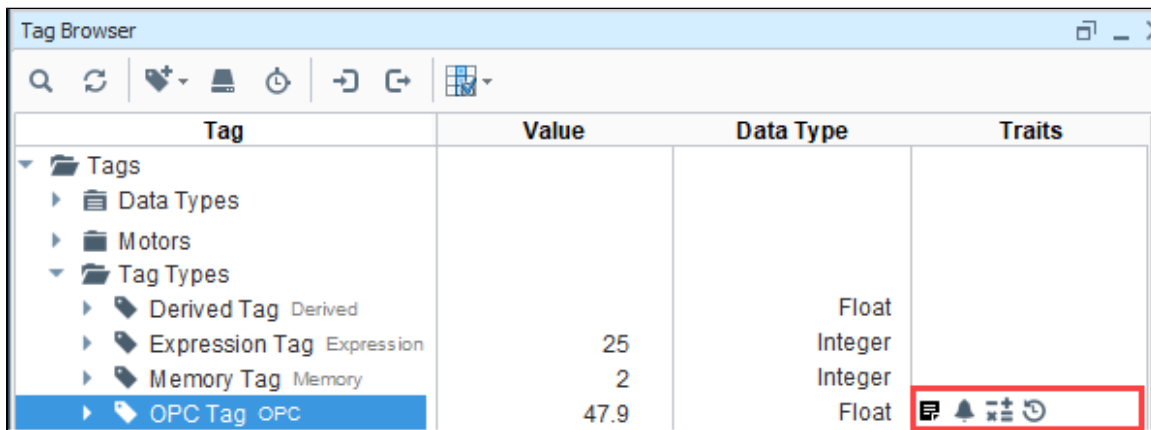 Tag Browser
Tag Value Data Type Traits
Tags
Data Types
Motors
Tag Types
Derived Tag Derived Float
Expression Tag Expression 25 Integer
Memory Tag Memory 2 Integer
OPC Tag OPC 47.9 Float